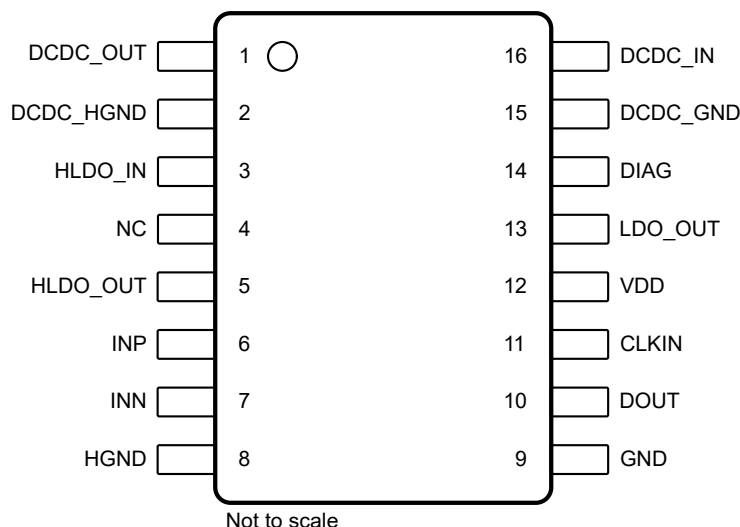 DCDC_OUT 1 16 DCDC_IN
DCDC_HGND 2 15 DCDC_GND
HLDO_IN 3 14 DIAG
NC 4 13 LDO_OUT
HLDO_OUT 5 12 VDD
INP 6 11 CLKIN
INN 7 10 DOUT
HGND 8 9 GND
Not to scale